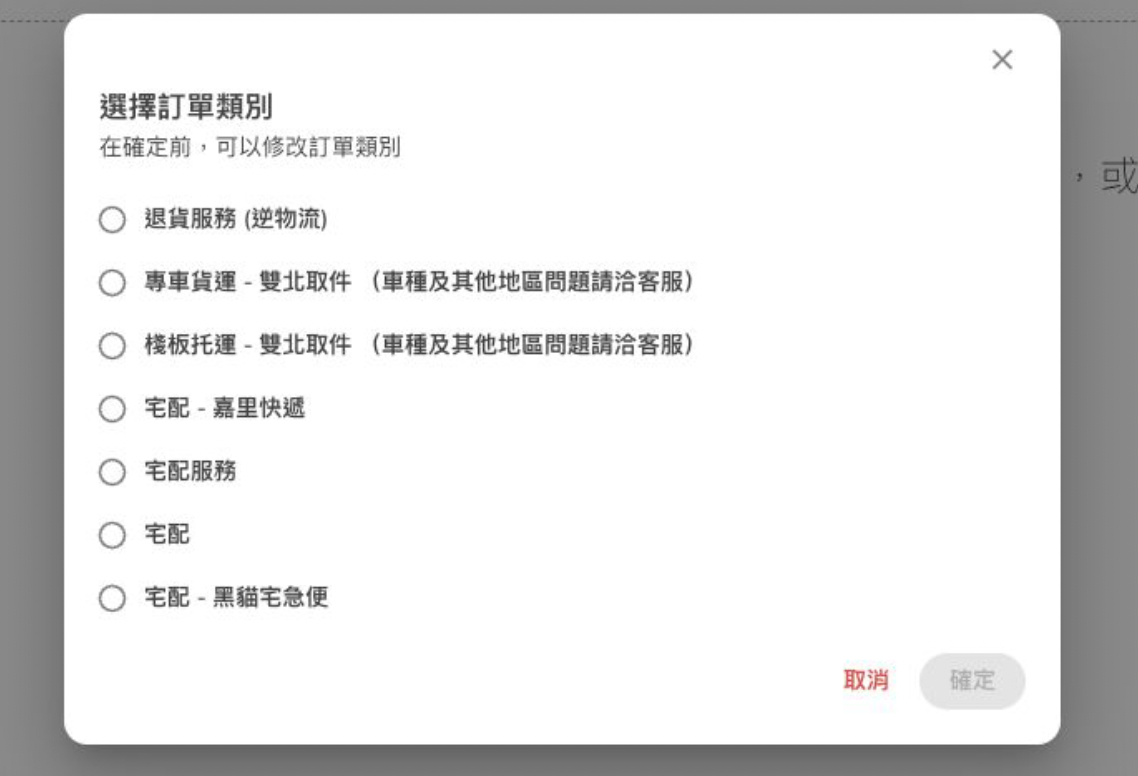 選擇訂單類別
在確定前，可以修改訂單類別
，或
退貨服務 (逆物流)
專車貨運 - 雙北取件 （車種及其他地區問題請洽客服）
棧板托運 - 雙北取件 （車種及其他地區問題請洽客服）
宅配 - 嘉里快遞
宅配服務
宅配
宅配 - 黑貓宅急便
取消
確定